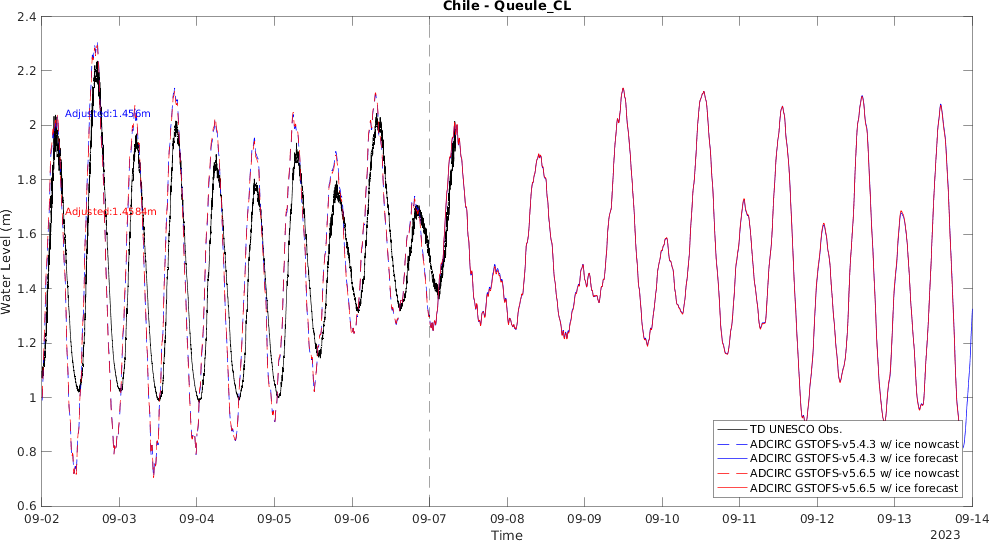 Chile - Queule_CL
2.4
2.2
2
1.8
1.6
1.4
1.2
1
0.8
0.6
Water Level (m)
Adjusted:1.456m
Adjusted:1.4584m
TD UNESCO Obs.
ADCIRC GSTOFS-v5.4.3 w/ ice nowcast
ADCIRC GSTOFS-v5.4.3 w/ ice forecast
ADCIRC GSTOFS-v5.6.5 w/ ice nowcast
ADCIRC GSTOFS-v5.6.5 w/ ice forecast
09-02 09-03 09-04 09-05 09-06 09-07 09-08 09-09 09-10 09-11 09-12 09-13 09-14
Time
2023